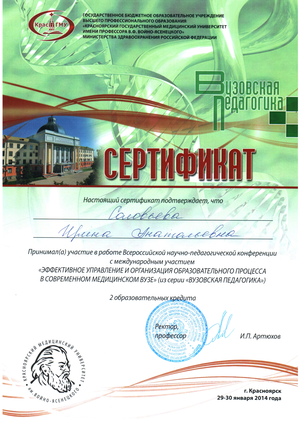 ГОСУДАРСТВЕННОЕ БЮДЖЕТНОЕ ОБРАЗОВАТЕЛЬНОЕ УЧРЕЖДЕНИЕ
ВЫСШЕГО ПРОФЕССИОНАЛЬНОГО ОБРАЗОВАНИЯ
«КРАСНОЯРСКИЙ ГОСУДАРСТВЕННЫЙ МЕДИЦИНСКИЙ УНИВЕРСИТЕТ
ИМЕНИ ПРОФЕССОРА В.Ф. ВОЙНО-ЯСЕНЕЦКОГО»
МИНИСТЕРСТВА ЗДРАВООХРАНЕНИЯ РОССИЙСКОЙ ФЕДЕРАЦИИ
КрасГМУ
Вузовская
Педагогика
СЕРТИФИКАТ
Настоящий сертификат подтверждает, что
Соловьева
Ирина Анатольевна
Принимал(а) участие в работе Всероссийской научно-педагогической конференции
с международным участием
«ЭФФЕКТИВНОЕ УПРАВЛЕНИЕ И ОРГАНИЗАЦИЯ ОБРАЗОВАТЕЛЬНОГО ПРОЦЕССА
В СОВРЕМЕННОМ МЕДИЦИНСКОМ ВУЗЕ» (из серии «ВУЗОВСКАЯ ПЕДАГОГИКА»)
2 образовательных кредита
Ректор,
профессор
И.П. Артюхов
КРАСНОЯРСКИЙ МЕДИЦИНСКИЙ УНИВЕРСИТЕТ
ИМ. ВОЙНО-ЯСЕНЕЦКОГО
г. Красноярск
29-30 января 2014 года